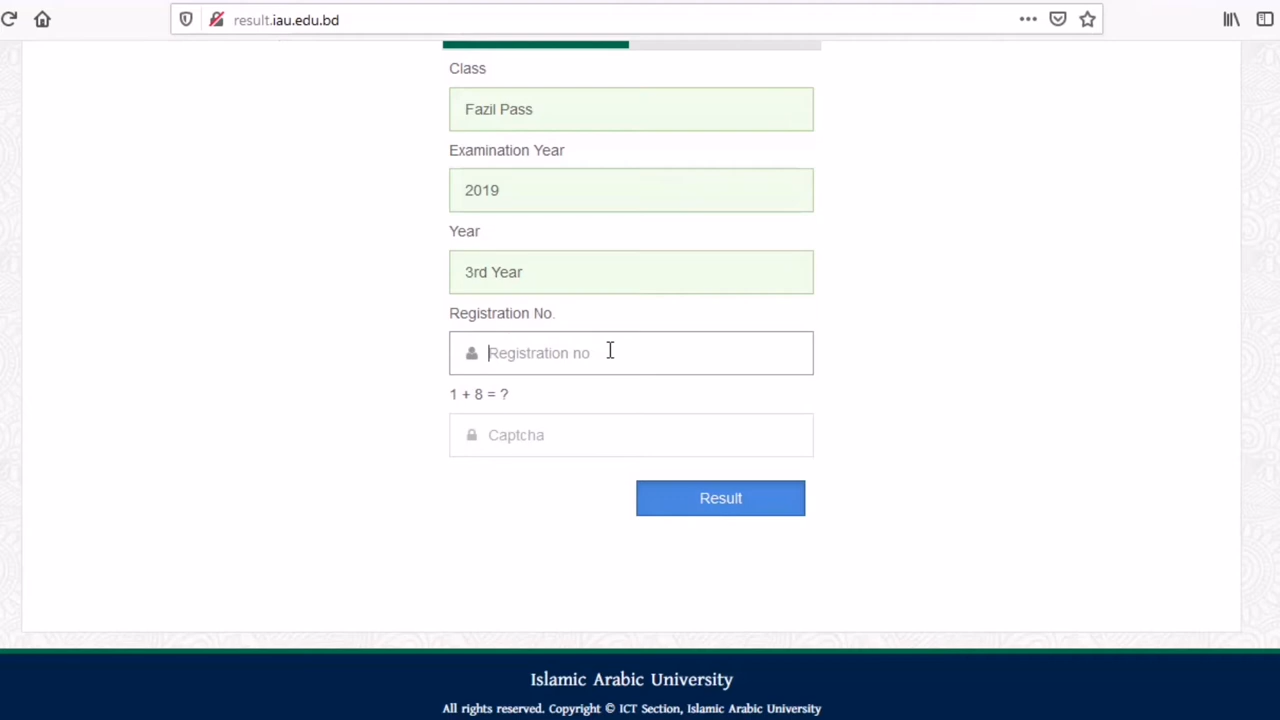 result.iau.edu.bd
Class
Fazil Pass
Examination Year
2019
Year
3rd Year
Registration No.
Registration no
1 + 8 = ?
Captcha
Result
Islamic Arabic University
All rights reserved. Copyright © ICT Section, Islamic Arabic University